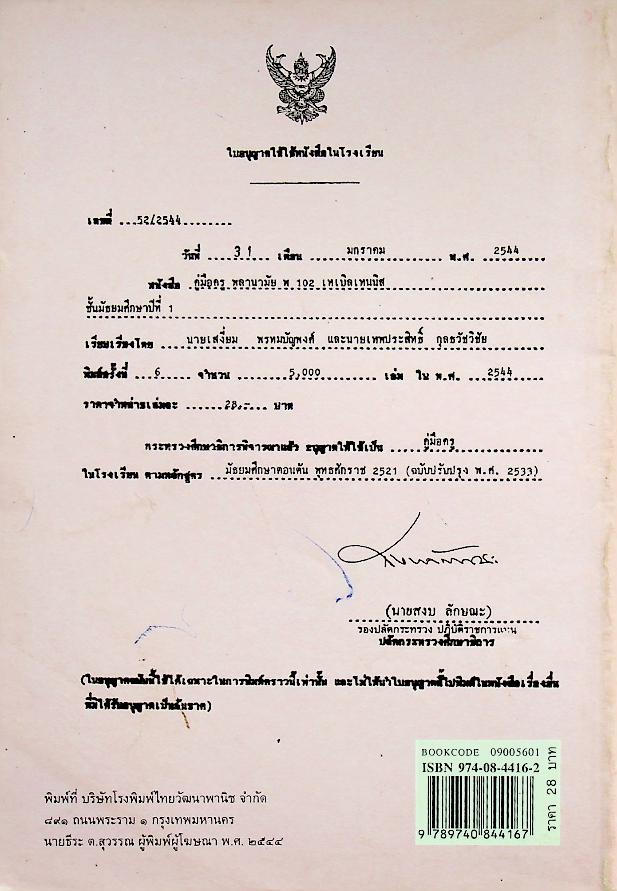 ใบอนุญาตให้ใช้หนังสือในโรงเรียน
เลขที่ ...52/2544........
วันที่ ....31.... เดือน ........มกราคม........ พ.ศ. ..2544....
หนังสือ คู่มือครู พลานามัย พ 102 เทเบิลเทนนิส
ชั้นมัธยมศึกษาปีที่ 1
เรียบเรียงโดย ....นายเสงี่ยม พรหมบัญพงศ์ และนายเทพประสิทธิ์ กุลธวัชวิชัย
พิมพ์ครั้งที่ ...6... จำนวน ........5,000........ เล่ม ใน พ.ศ. ...2544....
ราคาจำหน่ายเล่มละ ......28.-... บาท
กระทรวงศึกษาธิการพิจารณาแล้ว อนุญาตให้ใช้เป็น ....คู่มือครู
ในโรงเรียน ตามหลักสูตร ..มัธยมศึกษาตอนต้น พุทธศักราช 2521 (ฉบับปรับปรุง พ.ศ. 2533)
(นายสงบ ลักษณะ)
รองปลัดกระทรวง ปฏิบัติราชการแทน
ปลัดกระทรวงศึกษาธิการ
(ใบอนุญาตฉบับนี้ใช้ได้เฉพาะในการพิมพ์คราวนี้เท่านั้น และไม่ให้นำใบอนุญาตนี้ไปพิมพ์ในหนังสือเรื่องอื่น
ที่มิได้รับอนุญาตเป็นอันขาด)
BOOKCODE 09005601
ISBN 974-08-4416-2
9 789740 844167
ราคา 28 บาท
พิมพ์ที่ บริษัทโรงพิมพ์ไทยวัฒนาพานิช จำกัด
๘๙๑ ถนนพระราม ๑ กรุงเทพมหานคร
นายธีระ ต.สุวรรณ ผู้พิมพ์ผู้โฆษณา พ.ศ. ๒๕๔๔